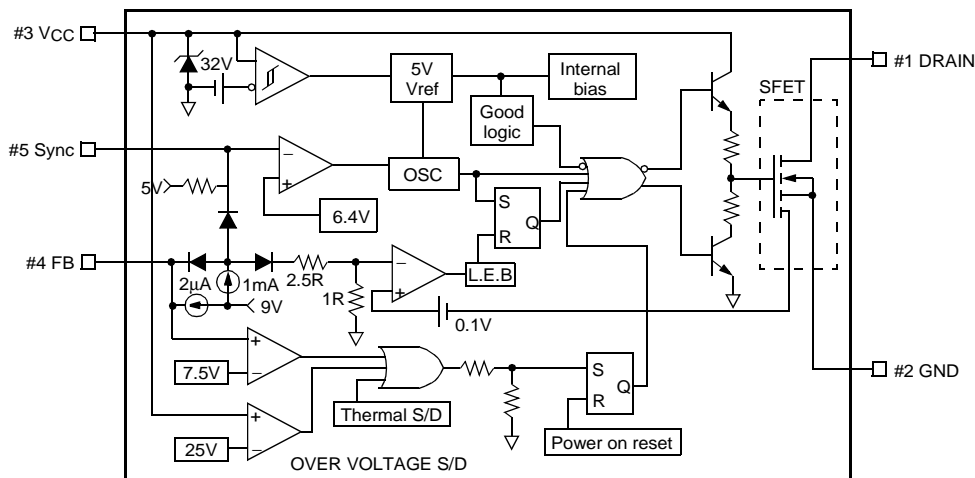 #3 VCC
32V
5V
Vref
Internal
bias
Good
logic
SFET
#1 DRAIN
#5 Sync
5V
−
+
6.4V
OSC
S
R
Q
#4 FB
2μA
1mA
9V
2.5R
1R
−
+
L.E.B
0.1V
+
−
7.5V
+
−
25V
Thermal S/D
S
R
Q
Power on reset
#2 GND
OVER VOLTAGE S/D